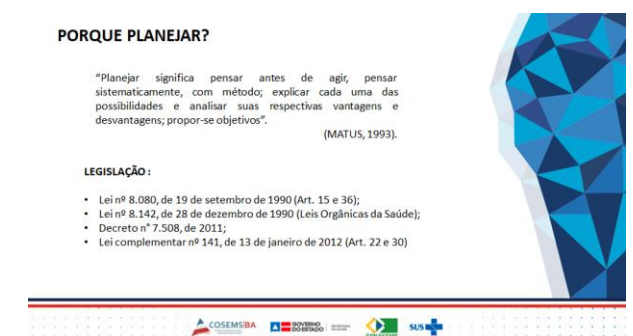 PORQUE PLANEJAR?
“Planejar significa pensar antes de agir, pensar
sistematicamente, com método; explicar cada uma das
possibilidades e analisar suas respectivas vantagens e
desvantagens; propor-se objetivos”.
(MATUS, 1993).
LEGISLAÇÃO :
• Lei nº 8.080, de 19 de setembro de 1990 (Art. 15 e 36);
• Lei nº 8.142, de 28 de dezembro de 1990 (Leis Orgânicas da Saúde);
• Decreto n° 7.508, de 2011;
• Lei complementar nº 141, de 13 de janeiro de 2012 (Art. 22 e 30)
COSEMS|BA
GOVERNO
DO ESTADO
SUS